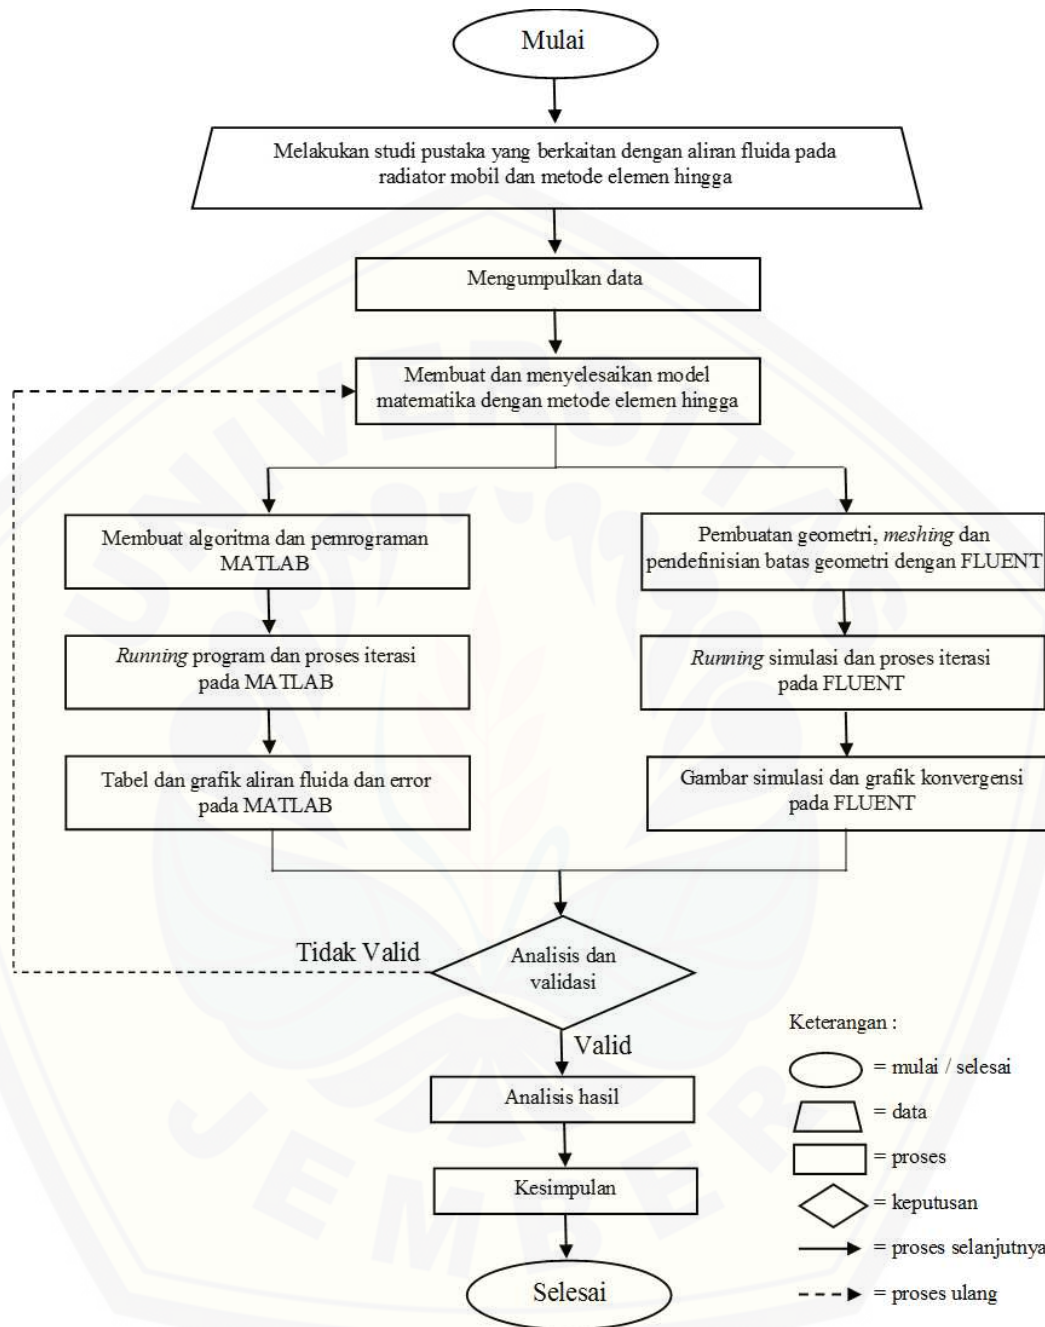 Mulai
Melakukan studi pustaka yang berkaitan dengan aliran fluida pada
radiator mobil dan metode elemen hingga
Mengumpulkan data
Membuat dan menyelesaikan model
matematika dengan metode elemen hingga
Membuat algoritma dan pemrograman
MATLAB
Pembuatan geometri, meshing dan
pendefinisian batas geometri dengan FLUENT
Running program dan proses iterasi
pada MATLAB
Running simulasi dan proses iterasi
pada FLUENT
Tabel dan grafik aliran fluida dan error
pada MATLAB
Gambar simulasi dan grafik konvergensi
pada FLUENT
Tidak Valid
Analisis dan
validasi
Valid
Analisis hasil
Kesimpulan
Selesai
Keterangan :
= mulai / selesai
= data
= proses
= keputusan
= proses selanjutnya
= proses ulang
UNIVERSITAS
JEMBER